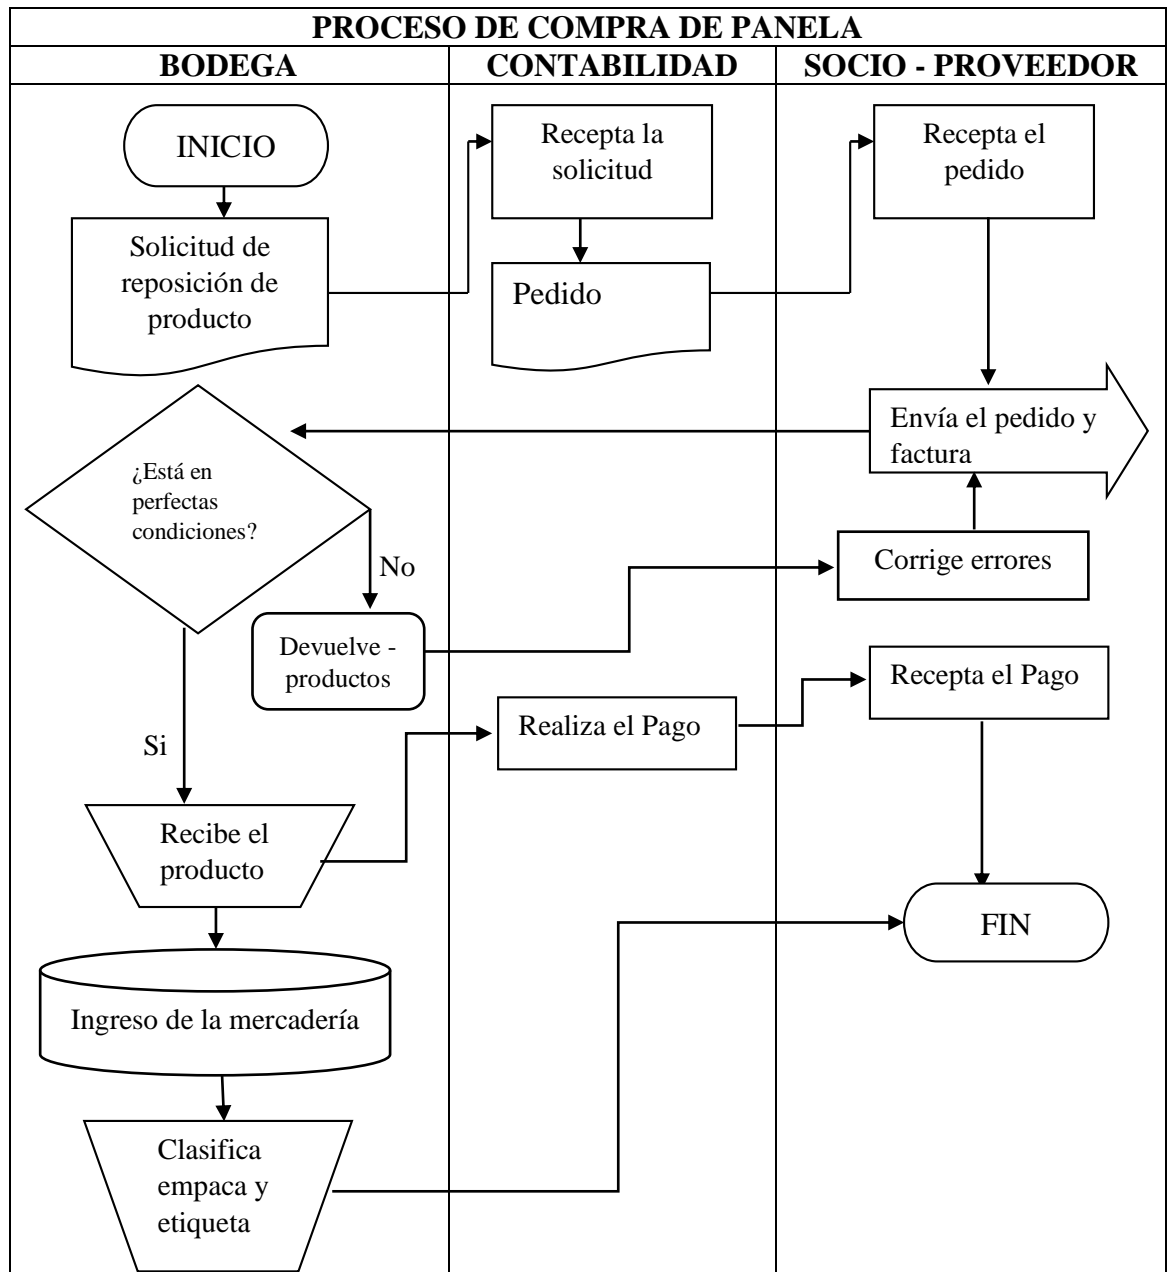 PROCESO DE COMPRA DE PANELA
BODEGA
CONTABILIDAD
SOCIO - PROVEEDOR
INICIO
Recepta la
solicitud
Recepta el
pedido
Solicitud de
reposición de
producto
Pedido
Envía el pedido y
factura
¿Está en
perfectas
condiciones?
No
Corrige errores
Devuelve -
productos
Recepta el Pago
Realiza el Pago
Si
Recibe el
producto
FIN
Ingreso de la mercadería
Clasifica
empaca y
etiqueta